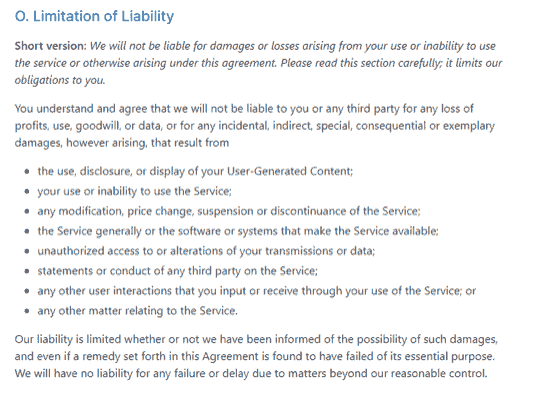 O. Limitation of Liability
Short version: We will not be liable for damages or losses arising from your use or inability to use
the service or otherwise arising under this agreement. Please read this section carefully; it limits our
obligations to you.
You understand and agree that we will not be liable to you or any third party for any loss of
profits, use, goodwill, or data, or for any incidental, indirect, special, consequential or exemplary
damages, however arising, that result from
• the use, disclosure, or display of your User-Generated Content;
• your use or inability to use the Service;
• any modification, price change, suspension or discontinuance of the Service;
• the Service generally or the software or systems that make the Service available;
• unauthorized access to or alterations of your transmissions or data;
• statements or conduct of any third party on the Service;
• any other user interactions that you input or receive through your use of the Service; or
• any other matter relating to the Service.
Our liability is limited whether or not we have been informed of the possibility of such damages,
and even if a remedy set forth in this Agreement is found to have failed of its essential purpose.
We will have no liability for any failure or delay due to matters beyond our reasonable control.